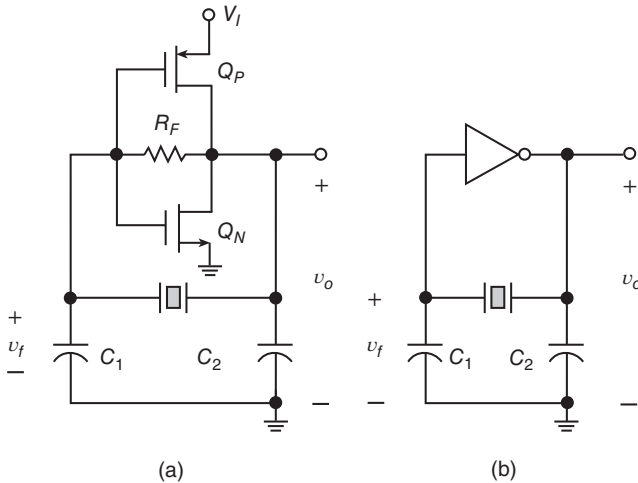 V_I
Q_P
R_F
Q_N
+
v_o
−
+
v_f
−
C_1
C_2
(a)
+
v_o
−
+
v_f
−
C_1
C_2
(b)